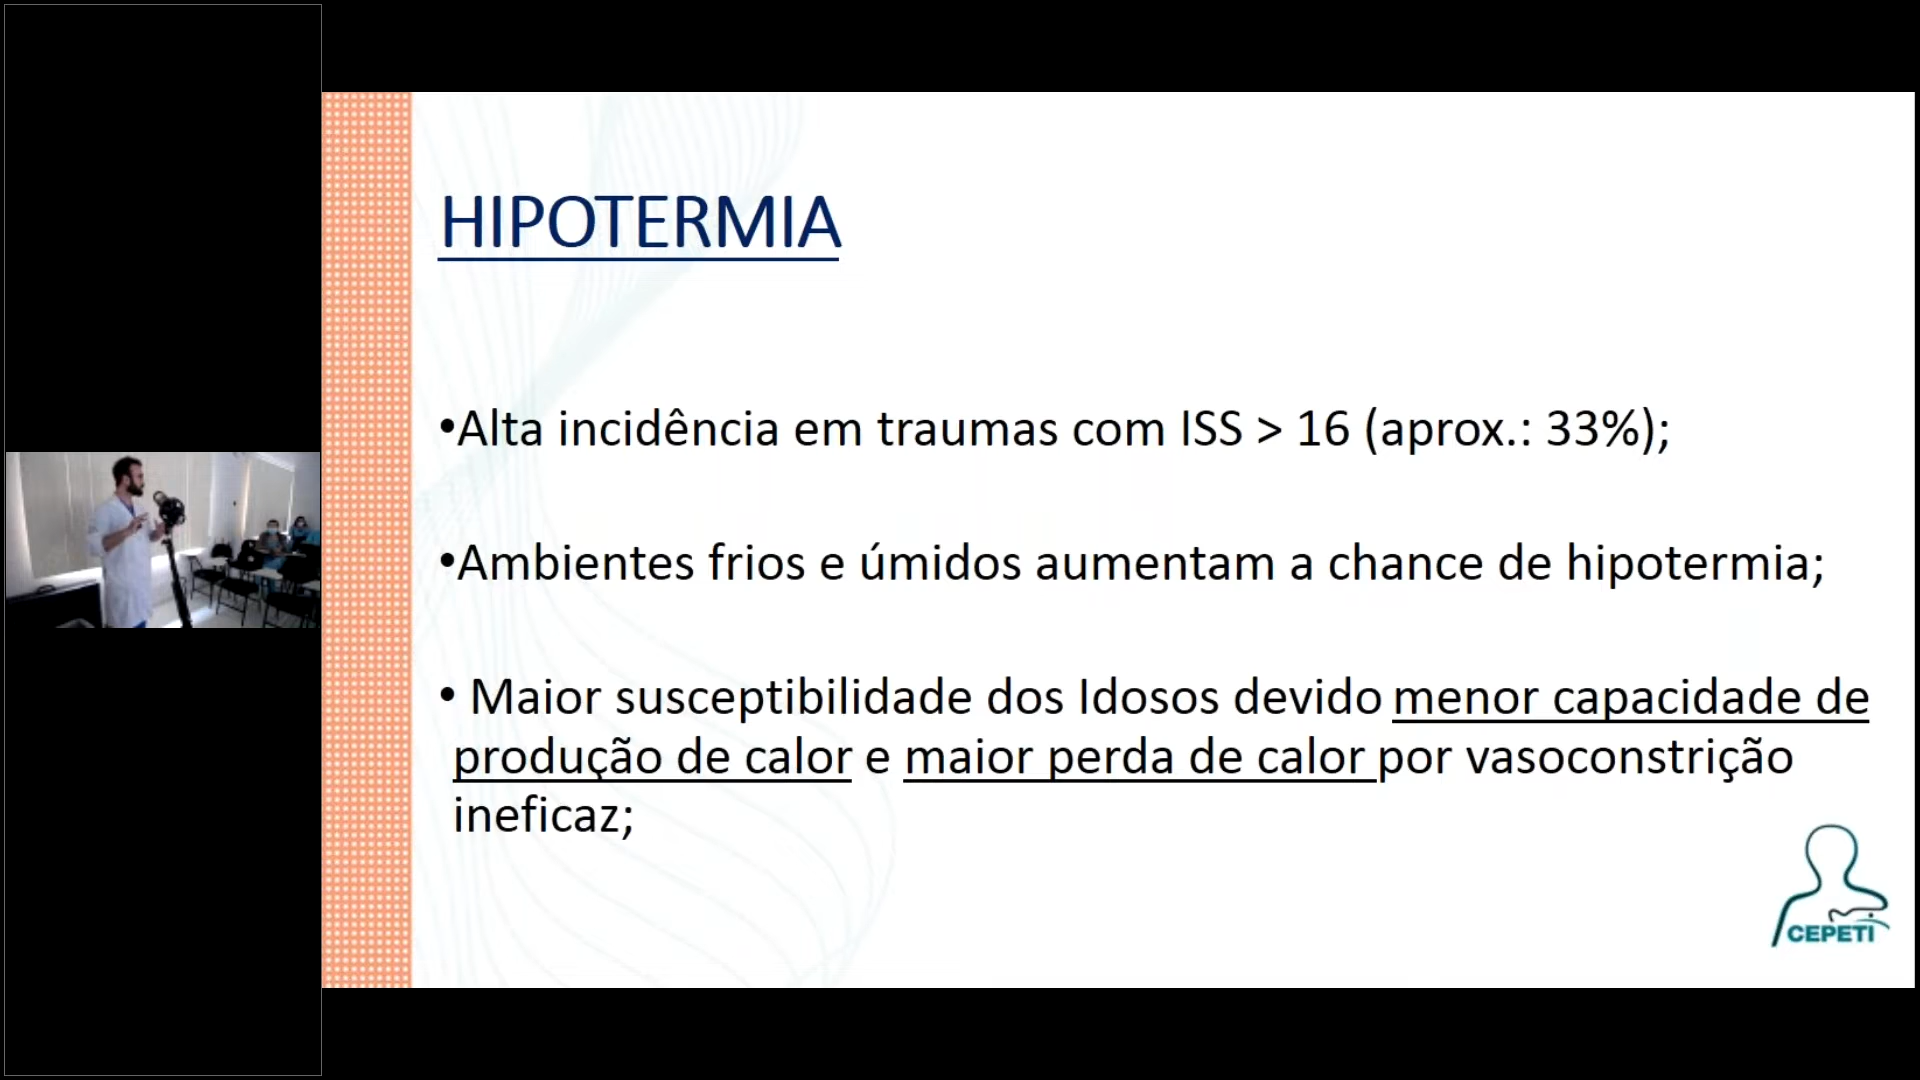 HIPOTERMIA
•Alta incidência em traumas com ISS > 16 (aprox.: 33%);
•Ambientes frios e úmidos aumentam a chance de hipotermia;
• Maior susceptibilidade dos Idosos devido menor capacidade de
produção de calor e maior perda de calor por vasoconstrição
ineficaz;
CEPETI